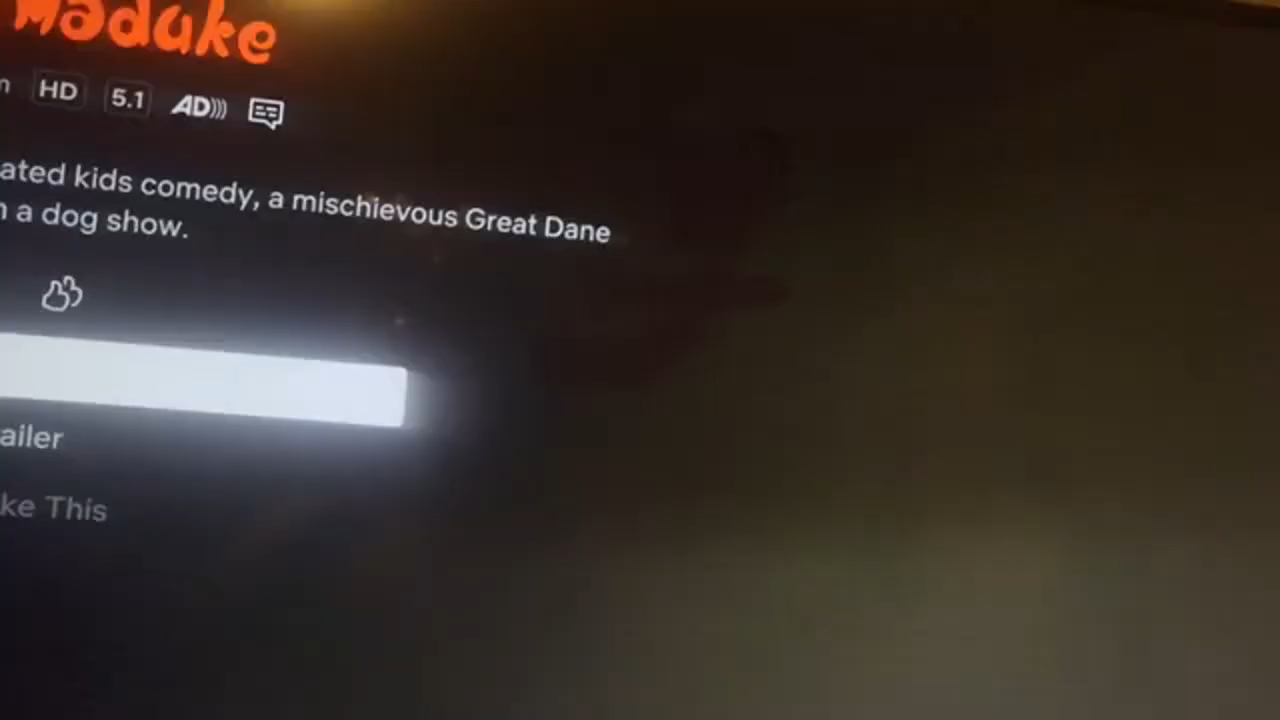 maduke
HD 5.1 AD
ated kids comedy, a mischievous Great Dane
a dog show.
ailer
ke This